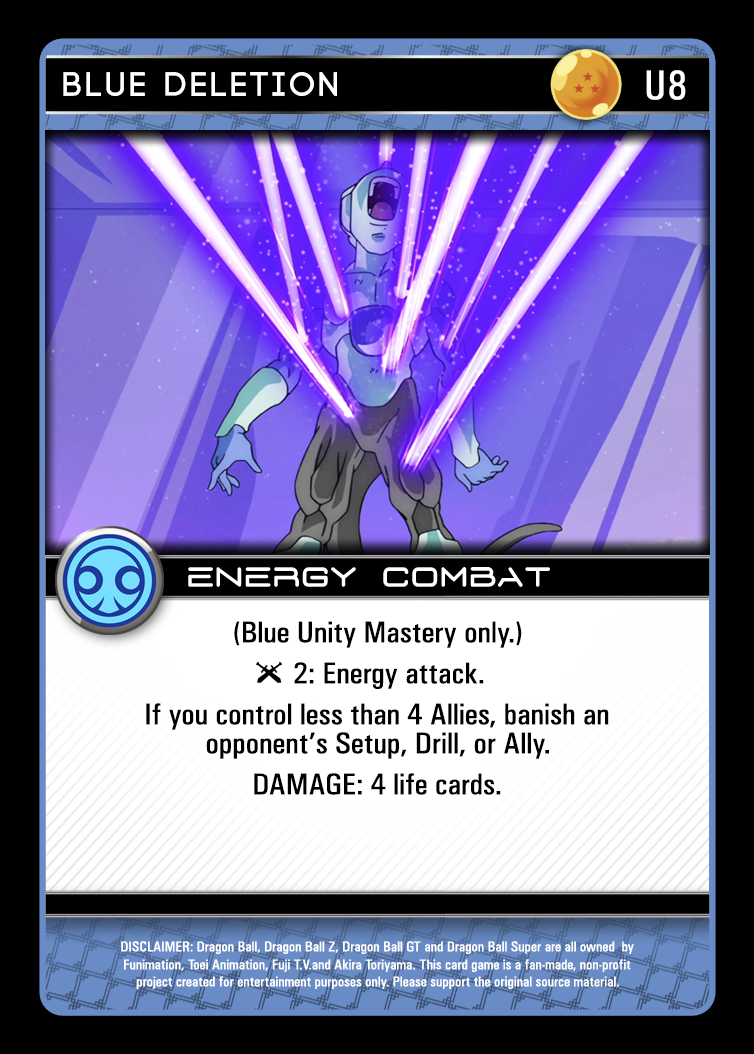 BLUE DELETION
U8
ENERGY COMBAT
(Blue Unity Mastery only.)
2: Energy attack.
If you control less than 4 Allies, banish an
opponent's Setup, Drill, or Ally.
DAMAGE: 4 life cards.
DISCLAIMER: Dragon Ball, Dragon Ball Z, Dragon Ball GT and Dragon Ball Super are all owned by
Funimation, Toei Animation, Fuji T.V.and Akira Toriyama. This card game is a fan-made, non-profit
project created for entertainment purposes only. Please support the original source material.